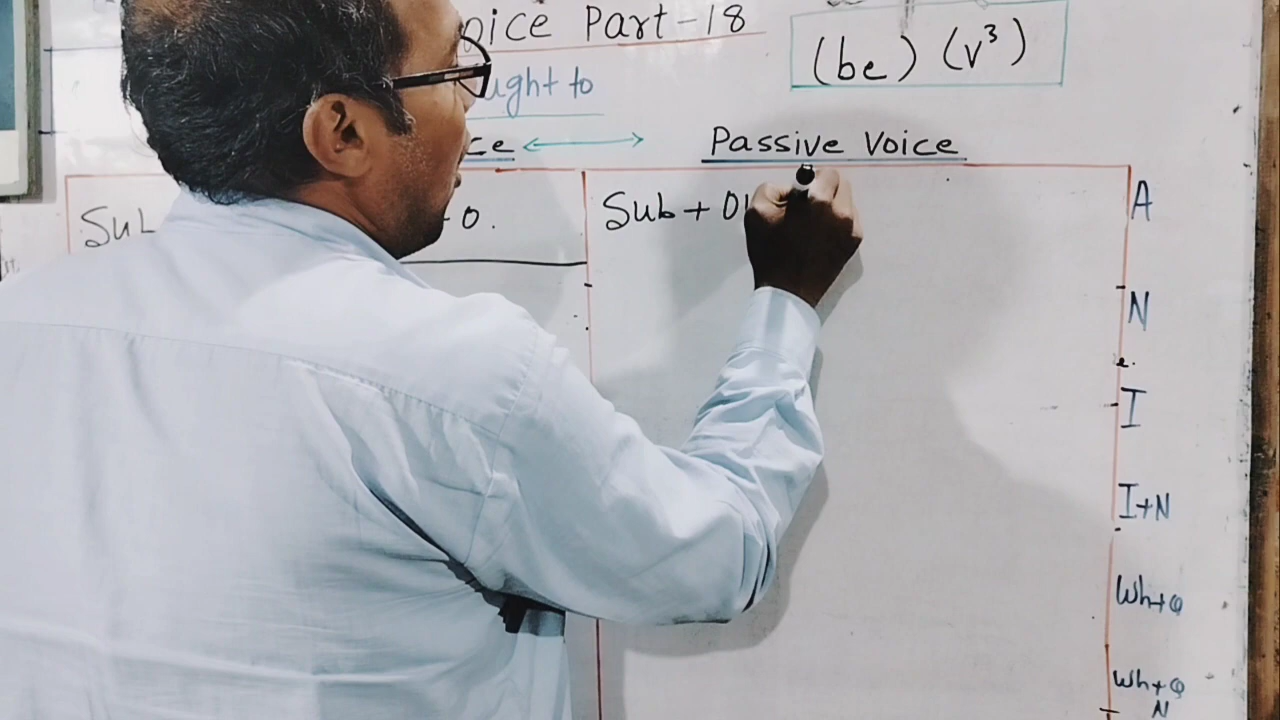 oice Part-18
(be) (v³)
ught to
ce ↔ Passive Voice
Sub + O. Sub + O
A
N
I
I+N
Wh+Q
Wh+Q
N